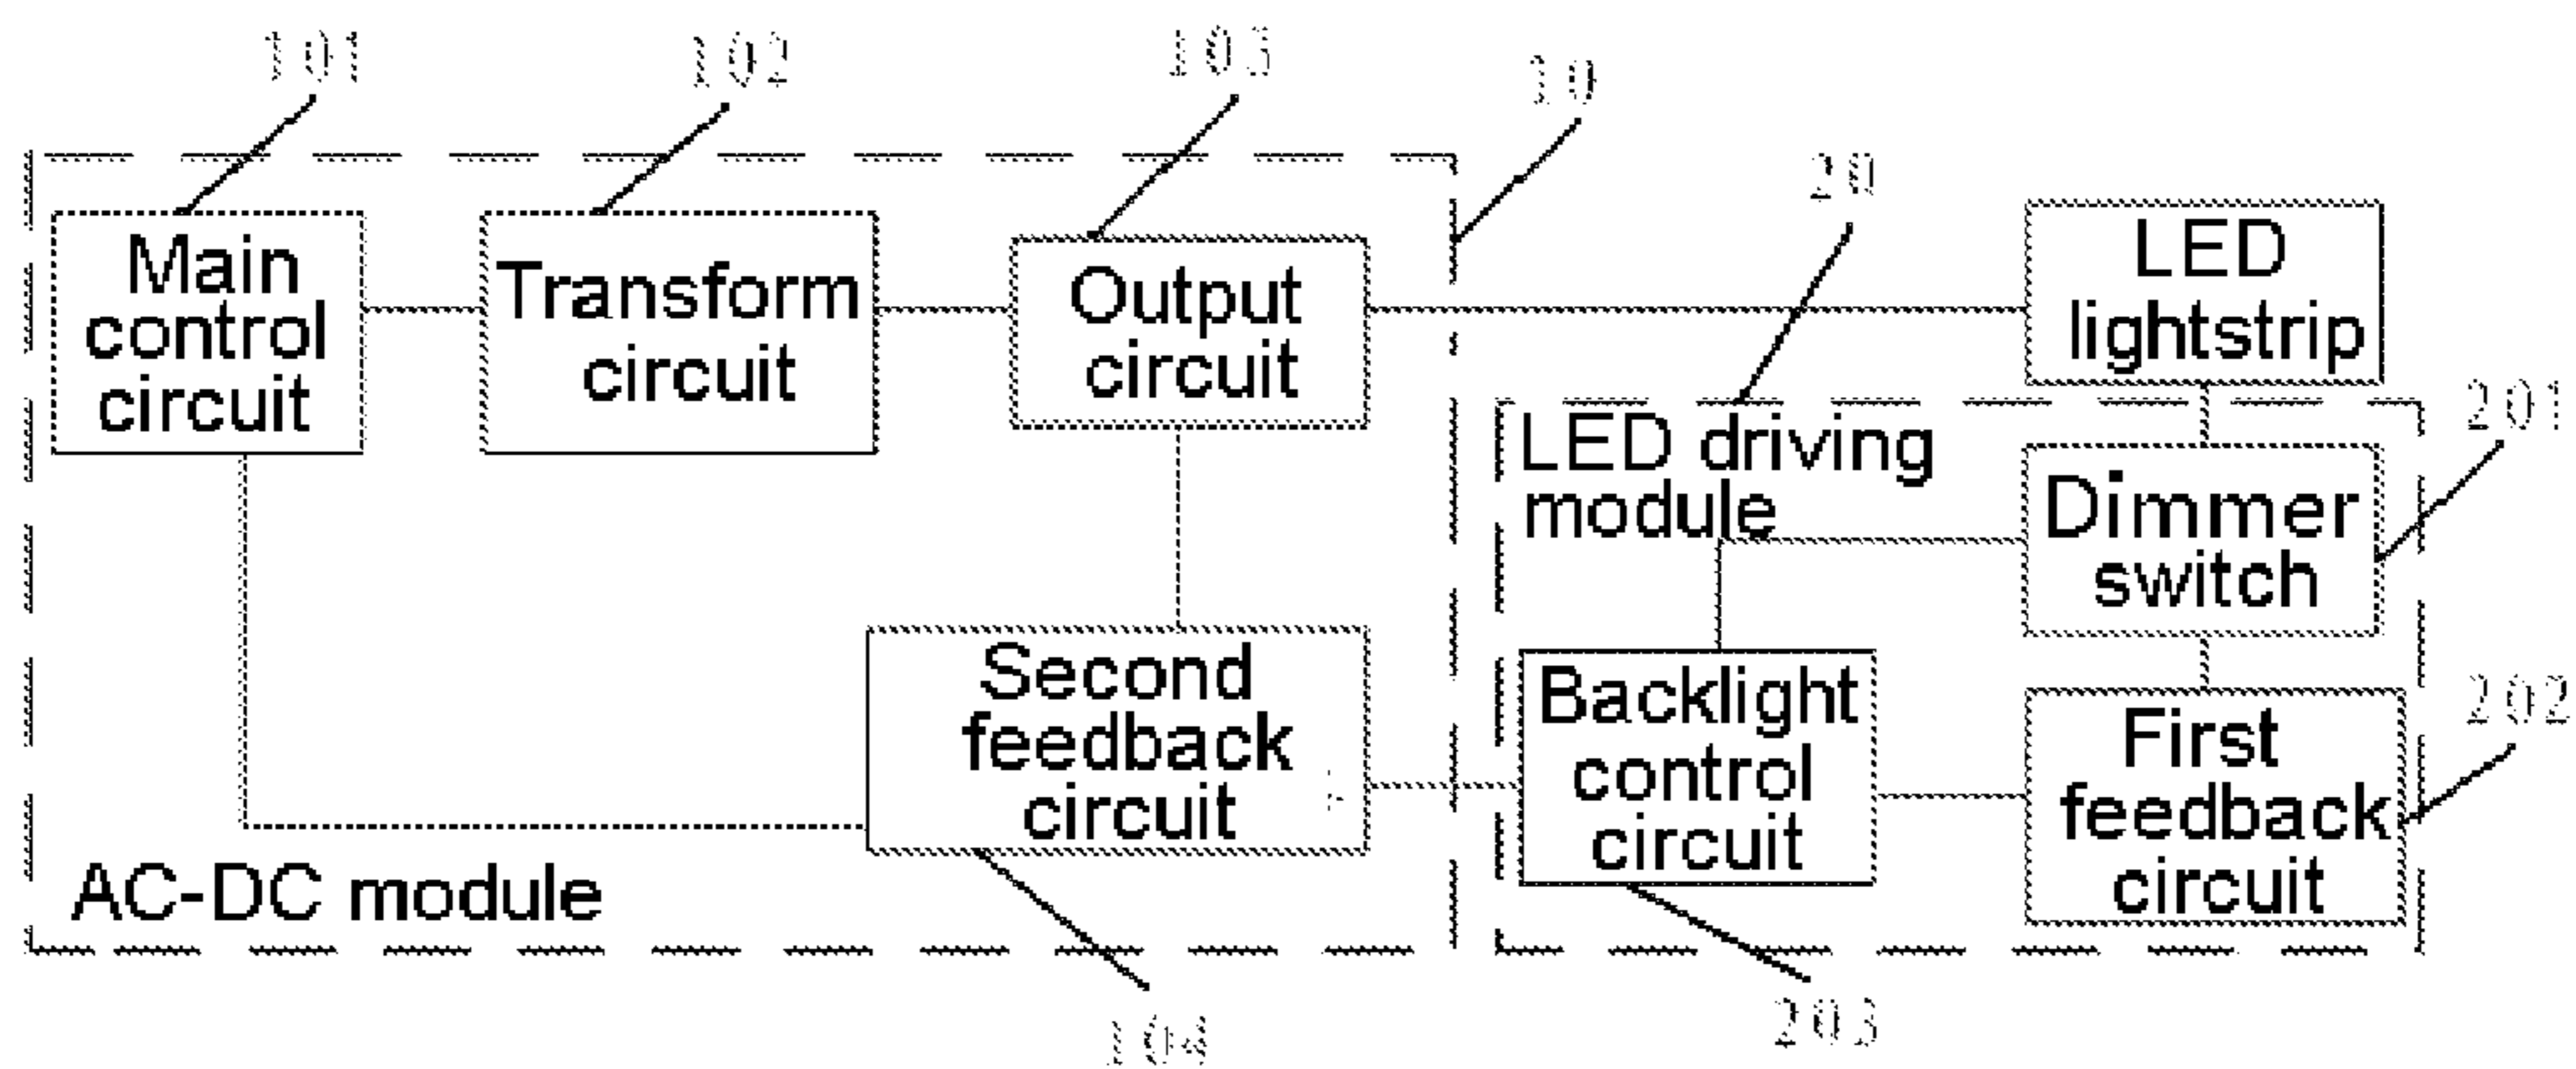 101
102
103
10
20
Main
control
circuit
Transform
circuit
Output
circuit
LED
lightstrip
201
LED driving
module
Dimmer
switch
Second
feedback
circuit
Backlight
control
circuit
First
feedback
circuit
202
AC-DC module
104
203